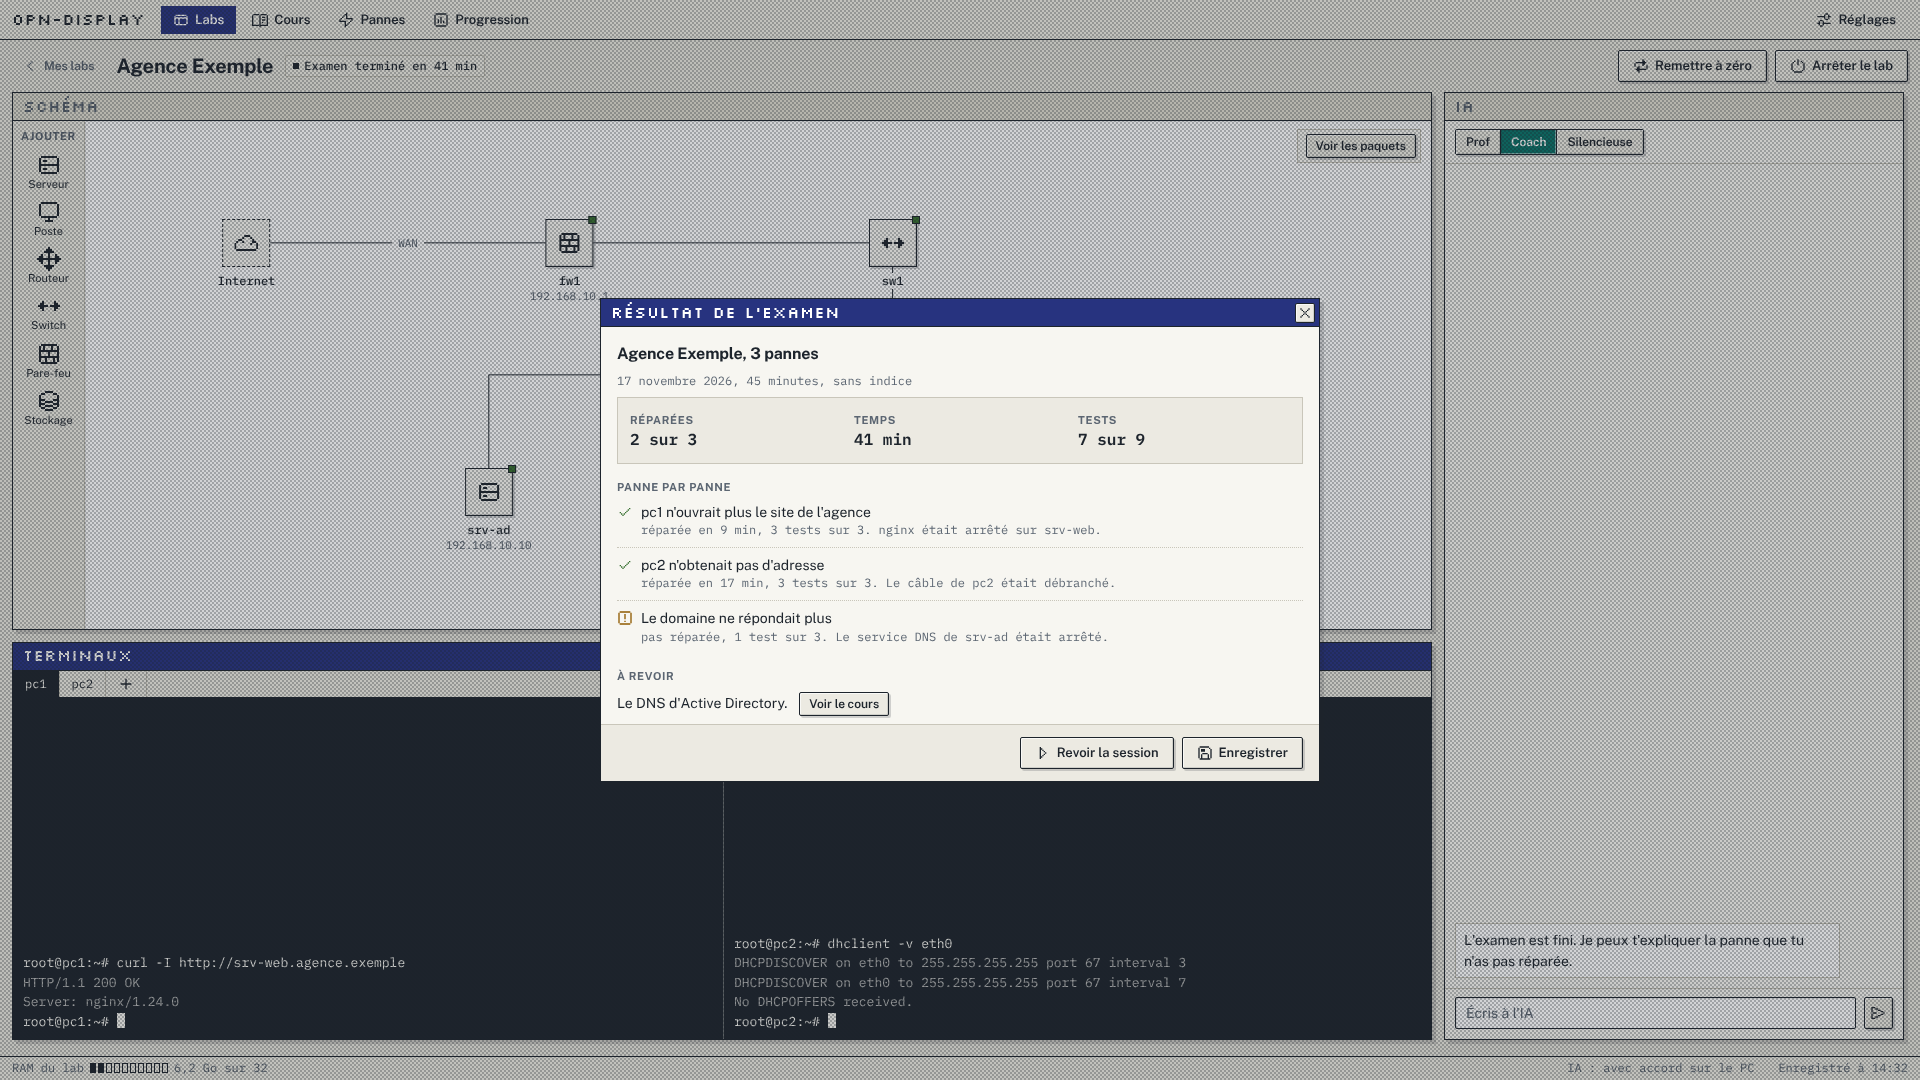 OPN-DISPLAY
Labs
Cours
Pannes
Progression
Réglages
Mes labs
Agence Exemple
Examen terminé en 41 min
Remettre à zéro
Arrêter le lab
SCHÉMA
AJOUTER
Serveur
Poste
Routeur
Switch
Pare-feu
Stockage
Voir les paquets
Internet
WAN
fw1
192.168.10.1
sw1
srv-ad
192.168.10.10
RÉSULTAT DE L'EXAMEN
Agence Exemple, 3 pannes
17 novembre 2026, 45 minutes, sans indice
RÉPARÉES
2 sur 3
TEMPS
41 min
TESTS
7 sur 9
PANNE PAR PANNE
pc1 n'ouvrait plus le site de l'agence
réparée en 9 min, 3 tests sur 3. nginx était arrêté sur srv-web.
pc2 n'obtenait pas d'adresse
réparée en 17 min, 3 tests sur 3. Le câble de pc2 était débranché.
Le domaine ne répondait plus
pas réparée, 1 test sur 3. Le service DNS de srv-ad était arrêté.
À REVOIR
Le DNS d'Active Directory.
Voir le cours
Revoir la session
Enregistrer
TERMINAUX
pc1
pc2
root@pc1:~# curl -I http://srv-web.agence.exemple
HTTP/1.1 200 OK
Server: nginx/1.24.0
root@pc1:~#
root@pc2:~# dhclient -v eth0
DHCPDISCOVER on eth0 to 255.255.255.255 port 67 interval 3
DHCPDISCOVER on eth0 to 255.255.255.255 port 67 interval 7
No DHCPOFFERS received.
root@pc2:~#
IA
Prof
Coach
Silencieuse
L'examen est fini. Je peux t'expliquer la panne que tu
n'as pas réparée.
Écris à l'IA
RAM du lab
6,2 Go sur 32
IA : avec accord sur le PC
Enregistré à 14:32